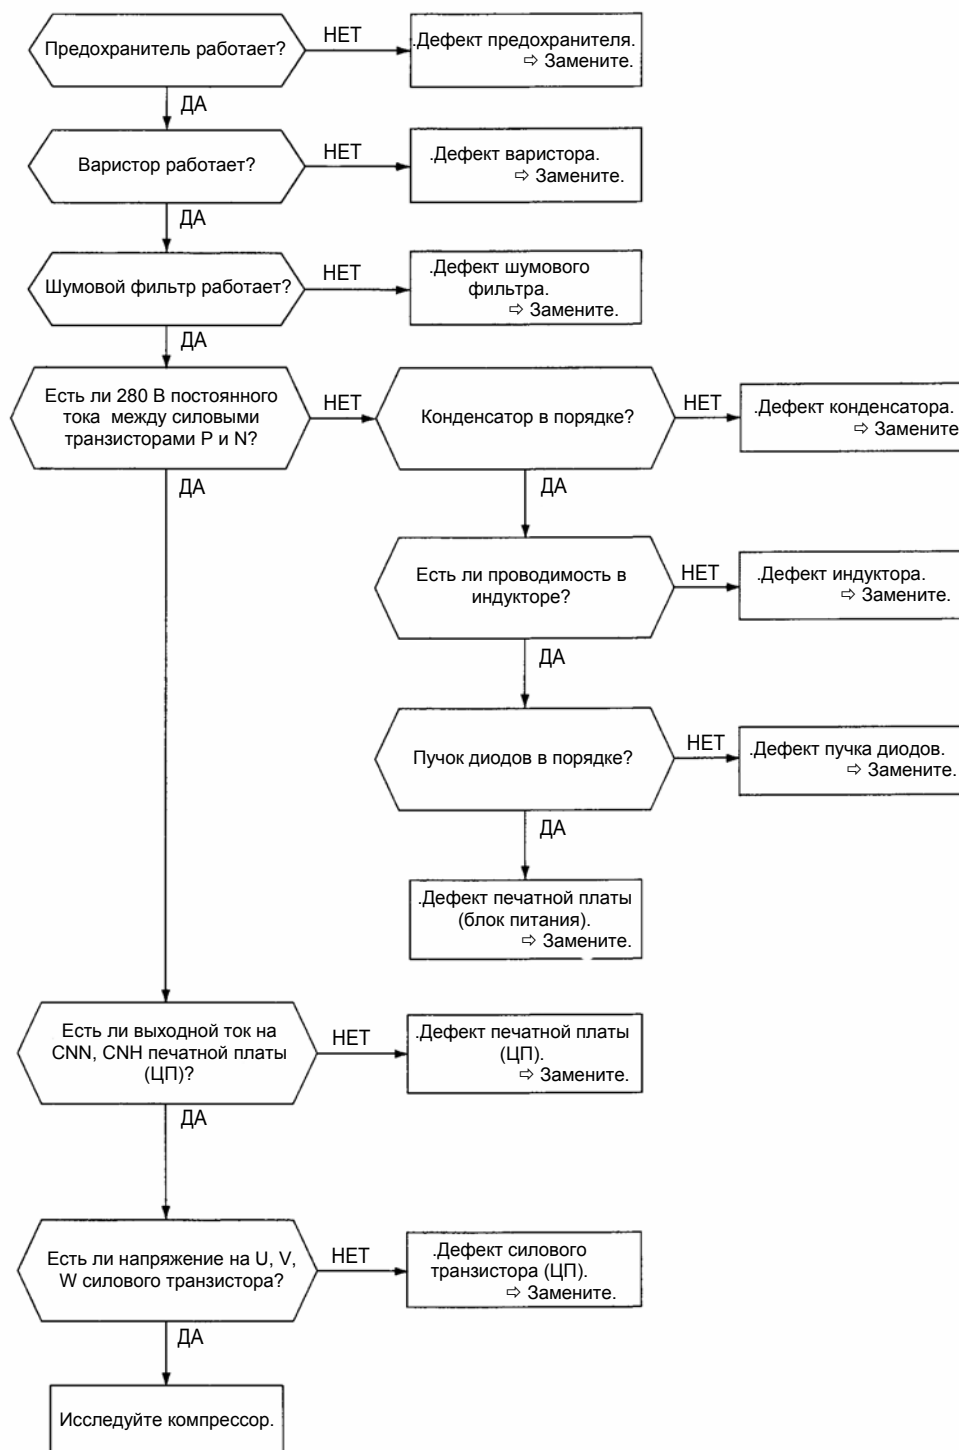 Предохранитель работает?
НЕТ
.Дефект предохранителя.
⇨ Замените.
ДА
Варистор работает?
НЕТ
.Дефект варистора.
⇨ Замените.
ДА
Шумовой фильтр работает?
НЕТ
.Дефект шумового
фильтра.
⇨ Замените.
ДА
Есть ли 280 В постоянного
тока между силовыми
транзисторами P и N?
НЕТ
Конденсатор в порядке?
НЕТ
.Дефект конденсатора.
⇨ Замените
ДА
ДА
Есть ли проводимость в
индукторе?
НЕТ
.Дефект индуктора.
⇨ Замените.
ДА
Пучок диодов в порядке?
НЕТ
.Дефект пучка диодов.
⇨ Замените.
ДА
.Дефект печатной платы
(блок питания).
⇨ Замените.
Есть ли выходной ток на
CNN, CNH печатной платы
(ЦП)?
НЕТ
.Дефект печатной платы
(ЦП).
⇨ Замените.
ДА
Есть ли напряжение на U, V,
W силового транзистора?
НЕТ
.Дефект силового
транзистора (ЦП).
⇨ Замените.
ДА
Исследуйте компрессор.